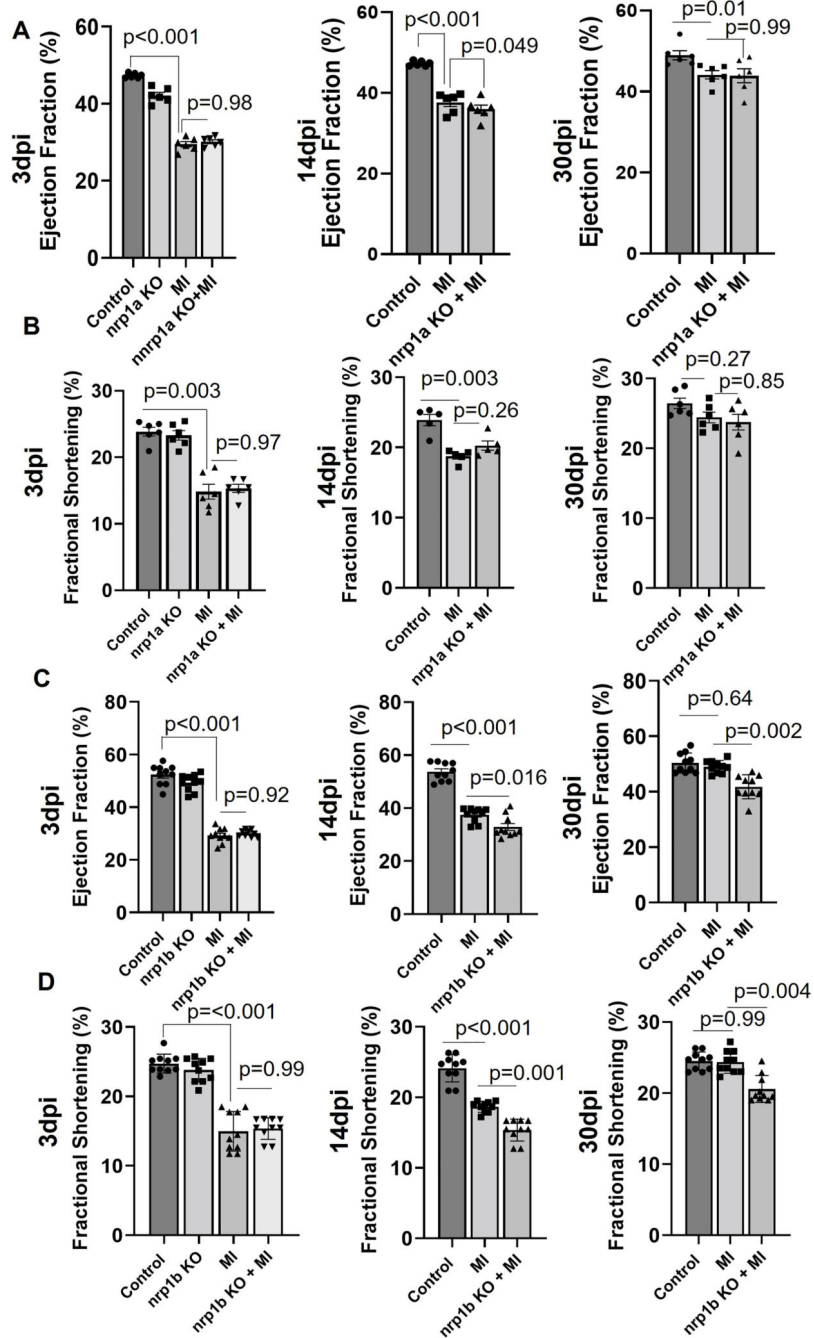 A
3dpi
Ejection Fraction (%)
60
40
20
0
p<0.001
p=0.98
Control
nrp1a KO
MI
nnrp1a KO+MI
14dpi
Ejection Fraction (%)
60
40
20
0
p<0.001
p=0.049
Control
MI
nrp1a KO + MI
30dpi
Ejection Fraction (%)
60
40
20
0
p=0.01
p=0.99
Control
MI
nrp1a KO + MI
B
3dpi
Fractional Shortening (%)
30
20
10
0
p=0.003
p=0.97
Control
nrp1a KO
MI
nrp1a KO + MI
14dpi
Fractional Shortening (%)
30
20
10
0
p=0.003
p=0.26
Control
MI
nrp1a KO + MI
30dpi
Fractional Shortening (%)
30
20
10
0
p=0.27
p=0.85
Control
MI
nrp1a KO + MI
C
3dpi
Ejection Fraction (%)
80
60
40
20
0
p<0.001
p=0.92
Control
nrp1b KO
MI
nrp1b KO + MI
14dpi
Ejection Fraction (%)
80
60
40
20
0
p<0.001
p=0.016
Control
MI
nrp1b KO + MI
30dpi
Ejection Fraction (%)
80
60
40
20
0
p=0.64
p=0.002
Control
MI
nrp1b KO + MI
D
3dpi
Fractional Shortening (%)
30
20
10
0
p=<0.001
p=0.99
Control
nrp1b KO
MI
nrp1b KO + MI
14dpi
Fractional Shortening (%)
30
20
10
0
p<0.001
p=0.001
Control
MI
nrp1b KO + MI
30dpi
Fractional Shortening (%)
30
20
10
0
p=0.004
p=0.99
Control
MI
nrp1b KO + MI